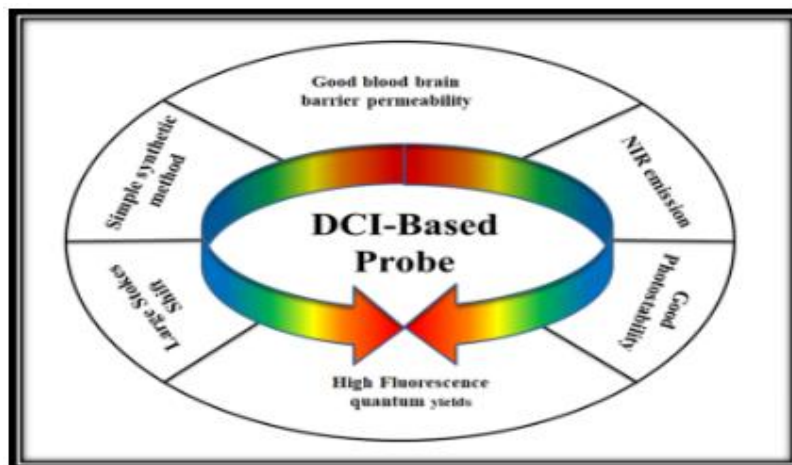 Good blood brain
barrier permeability
NIR emission
Good
Photostability
High Fluorescence
quantum yields
Large Stokes
Shift
Simple synthetic
method
DCI-Based
Probe